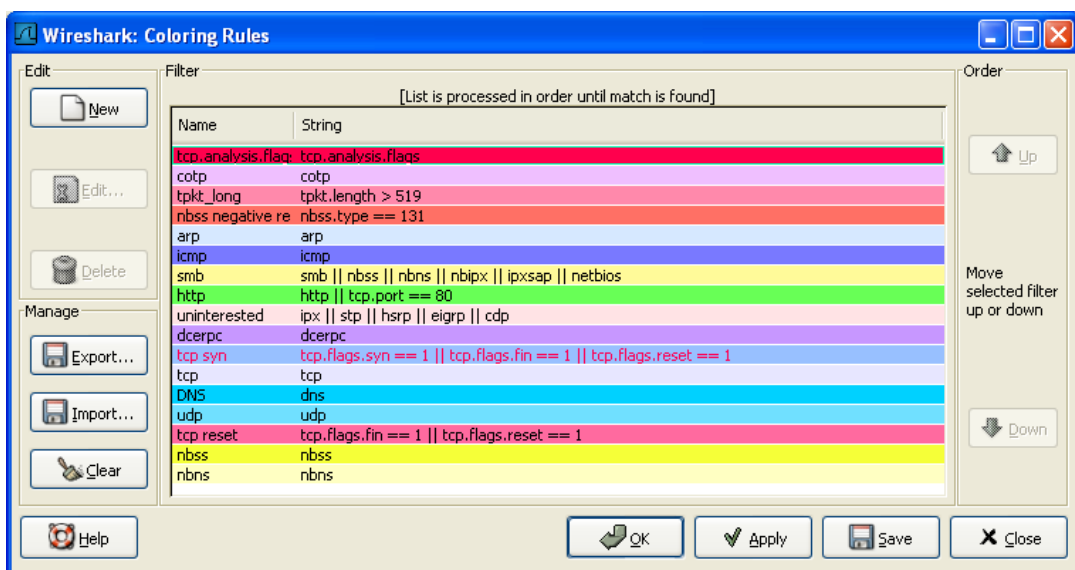 Wireshark: Coloring Rules
Edit
New
Edit...
Delete
Manage
Export...
Import...
Clear
Filter
[List is processed in order until match is found]
Name String
tcp.analysis.flag: tcp.analysis.flags
cotp cotp
tpkt_long tpkt.length > 519
nbss negative re nbss.type == 131
arp arp
icmp icmp
smb smb || nbss || nbns || nbipx || ipxsap || netbios
http http || tcp.port == 80
uninterested ipx || stp || hsrp || eigrp || cdp
dcerpc dcerpc
tcp syn tcp.flags.syn == 1 || tcp.flags.fin == 1 || tcp.flags.reset == 1
tcp tcp
DNS dns
udp udp
tcp reset tcp.flags.fin == 1 || tcp.flags.reset == 1
nbss nbss
nbns nbns
Order
Up
Move
selected filter
up or down
Down
Help
OK
Apply
Save
Close